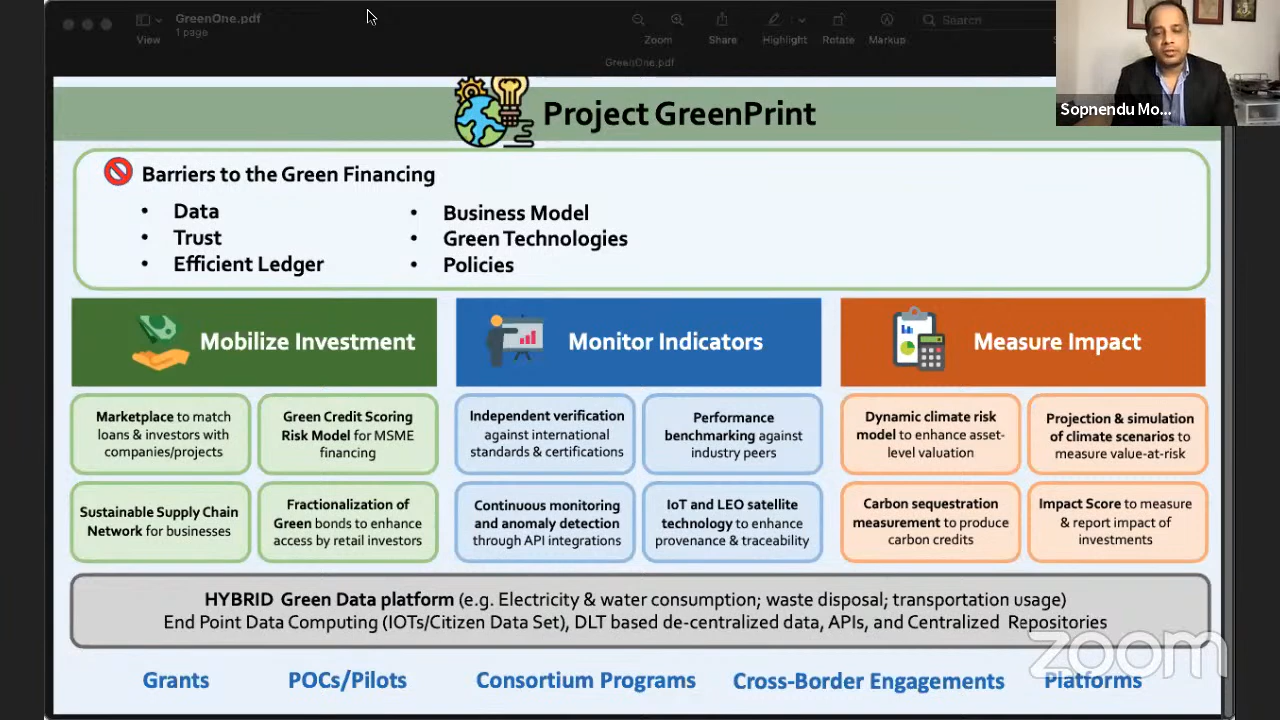 GreenOne.pdf
1 page
View
Zoom
Share
Highlight
Rotate
Markup
Search
GreenOne.pdf
Sopnendu Mo...
Project GreenPrint
Barriers to the Green Financing
• Data
• Trust
• Efficient Ledger
• Business Model
• Green Technologies
• Policies
Mobilize Investment
Marketplace to match
loans & investors with
companies/projects
Green Credit Scoring
Risk Model for MSME
financing
Sustainable Supply Chain
Network for businesses
Fractionalization of
Green bonds to enhance
access by retail investors
Monitor Indicators
Independent verification
against international
standards & certifications
Performance
benchmarking against
industry peers
Continuous monitoring
and anomaly detection
through API integrations
IoT and LEO satellite
technology to enhance
provenance & traceability
Measure Impact
Dynamic climate risk
model to enhance asset-
level valuation
Projection & simulation
of climate scenarios to
measure value-at-risk
Carbon sequestration
measurement to produce
carbon credits
Impact Score to measure
& report impact of
investments
HYBRID Green Data platform (e.g. Electricity & water consumption; waste disposal; transportation usage)
End Point Data Computing (IOTs/Citizen Data Set), DLT based de-centralized data, APIs, and Centralized Repositories
Grants POCs/Pilots Consortium Programs Cross-Border Engagements Platforms
zoom